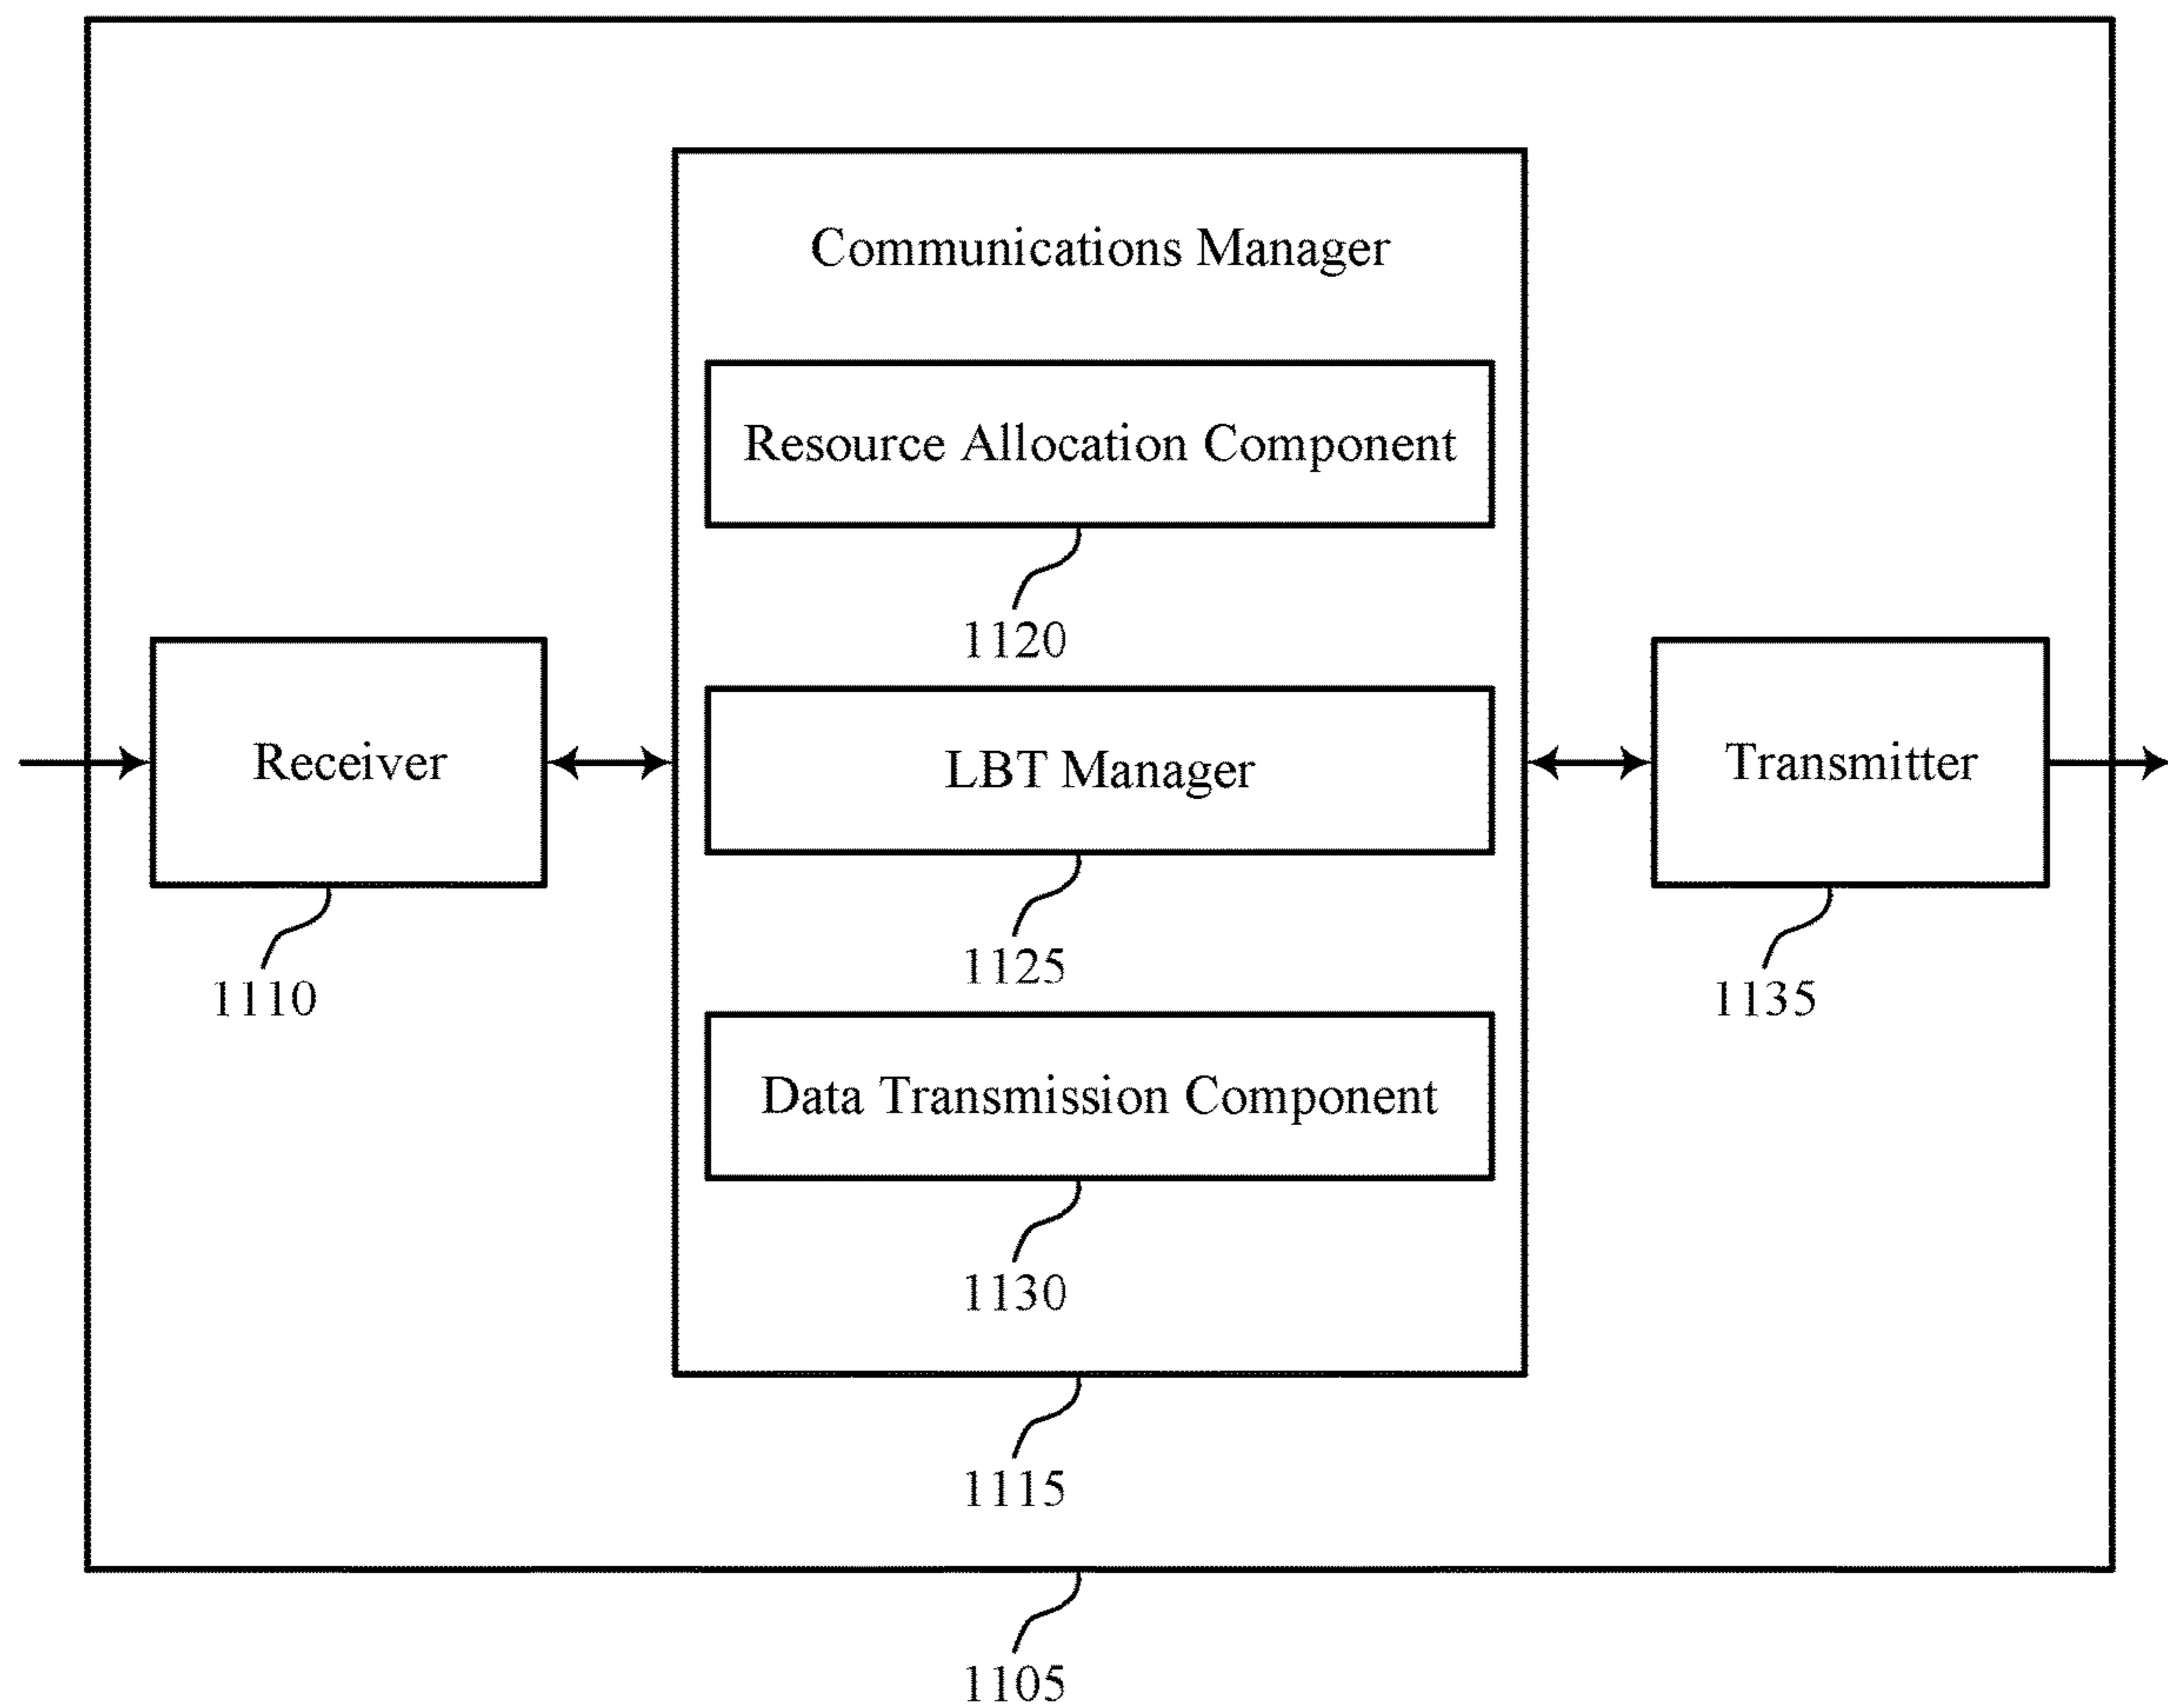 Communications Manager
Resource Allocation Component
1120
Receiver
LBT Manager
Transmitter
1110
1125
1135
Data Transmission Component
1130
1115
1105